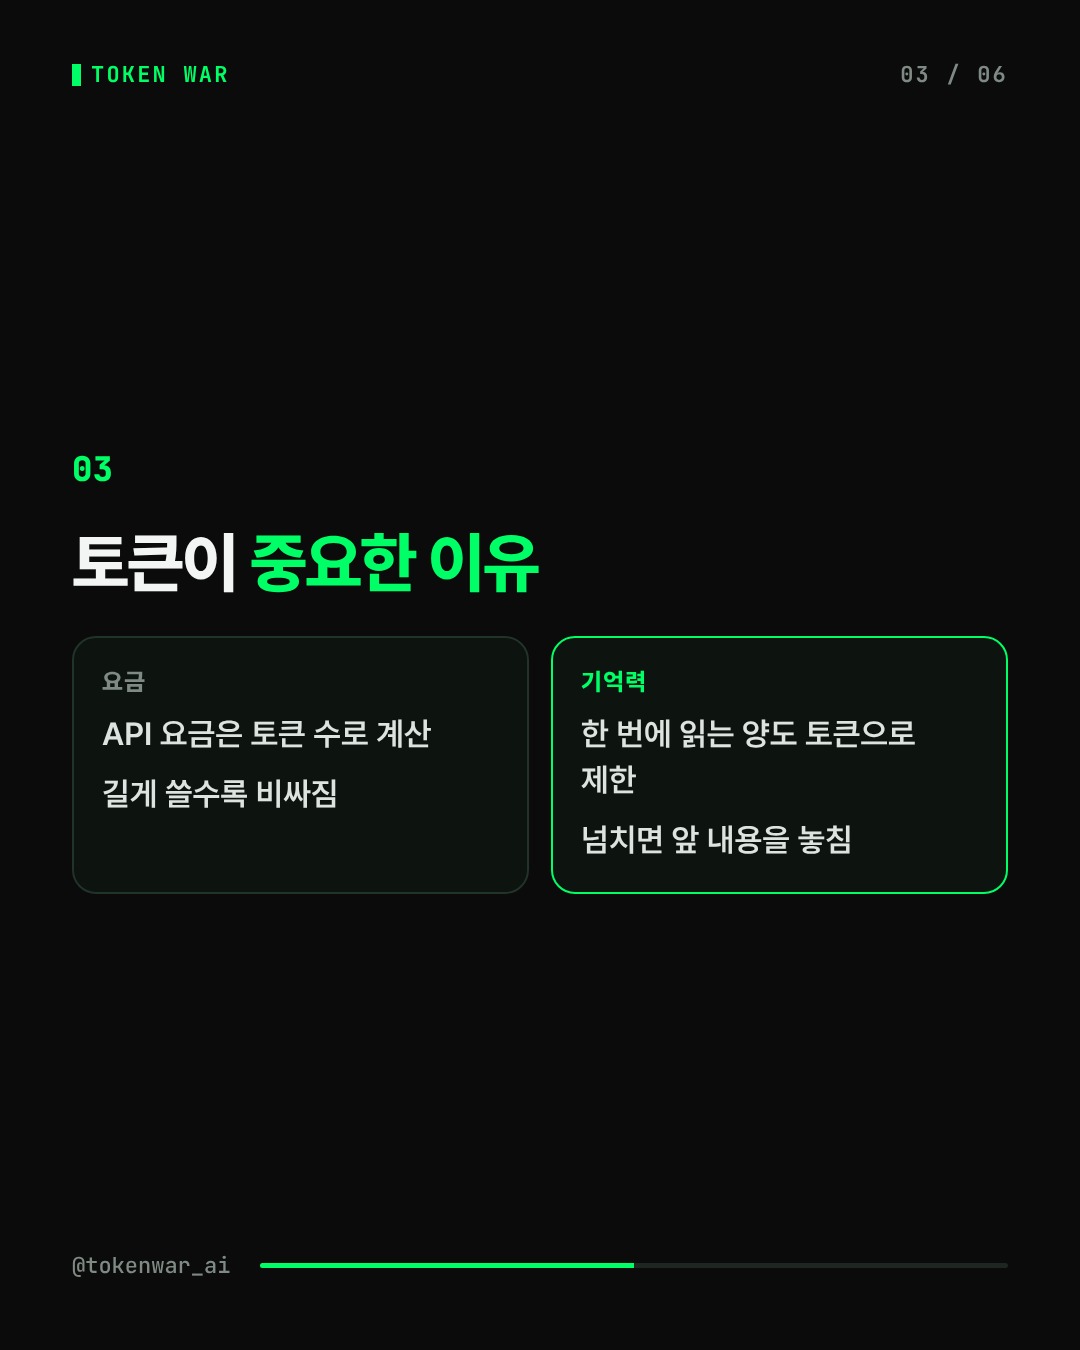 TOKEN WAR
03 / 06
03
토큰이 중요한 이유
요금
API 요금은 토큰 수로 계산
길게 쓸수록 비싸짐
기억력
한 번에 읽는 양도 토큰으로
제한
넘치면 앞 내용을 놓침
@tokenwar_ai